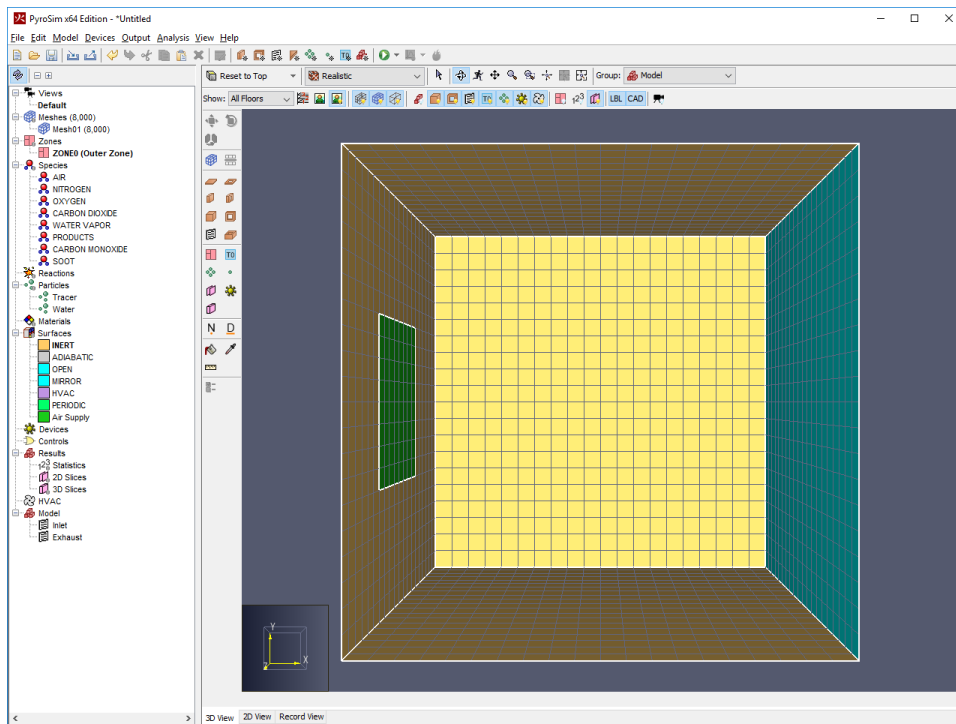 PyroSim x64 Edition - *Untitled
File Edit Model Devices Output Analysis View Help
Reset to Top Realistic Group: Model
Show: All Floors 123 LBL CAD
Views
Default
Meshes (8,000)
Mesh01 (8,000)
Zones
ZONE0 (Outer Zone)
Species
AIR
NITROGEN
OXYGEN
CARBON DIOXIDE
WATER VAPOR
PRODUCTS
CARBON MONOXIDE
SOOT
Reactions
Particles
Tracer
Water
Materials
Surfaces
INERT
ADIABATIC
OPEN
MIRROR
HVAC
PERIODIC
Air Supply
Devices
Controls
Results
Statistics
2D Slices
3D Slices
HVAC
Model
Inlet
Exhaust
T0
N D
Y
X
Z
3D View 2D View Record View